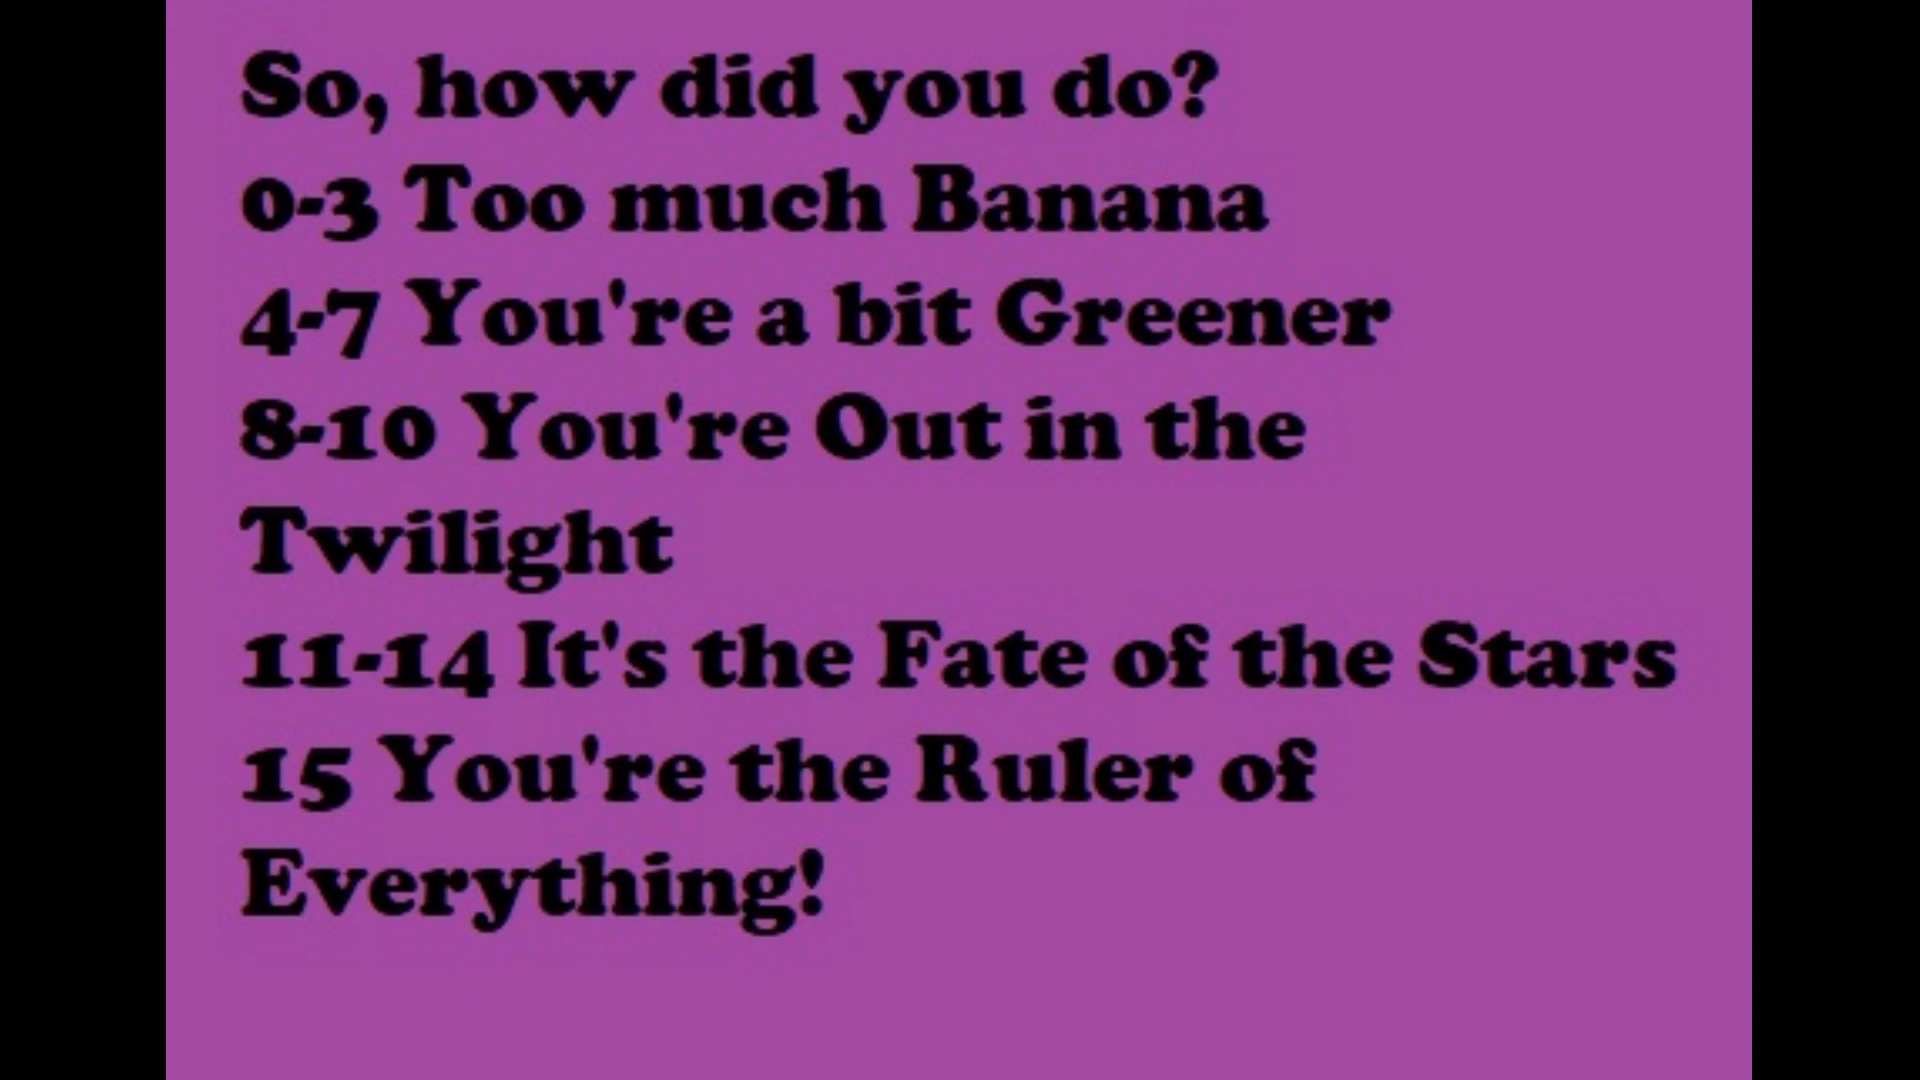 So, how did you do?
0-3 Too much Banana
4-7 You're a bit Greener
8-10 You're Out in the
Twilight
11-14 It's the Fate of the Stars
15 You're the Ruler of
Everything!